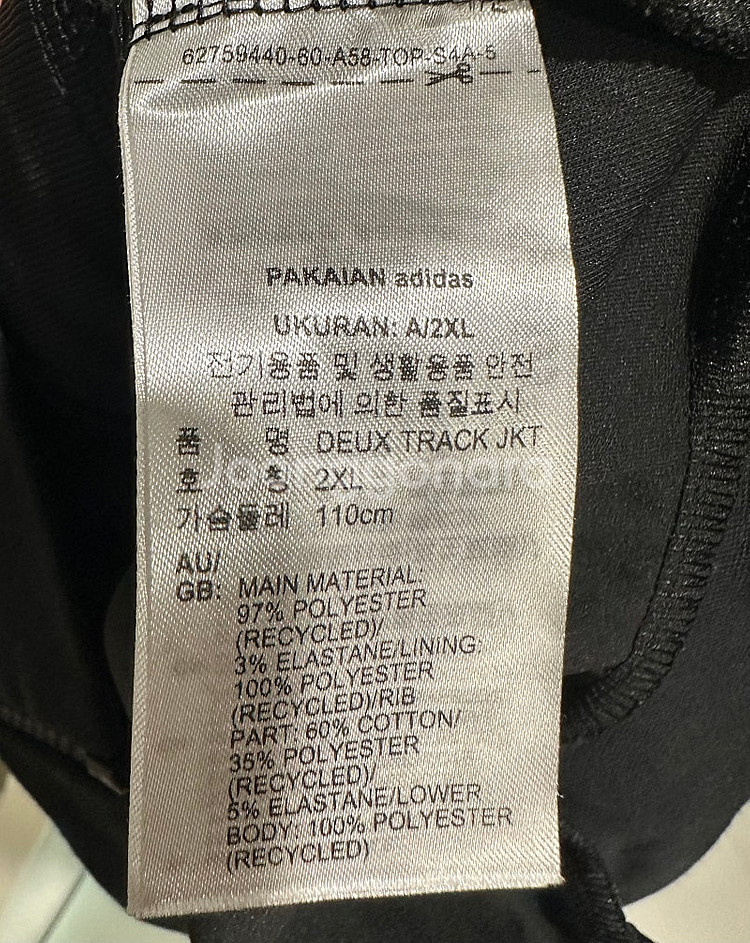 62759440-60-A58-TOP-S4A-5
PAKAIAN adidas
UKURAN: A/2XL
전기용품 및 생활용품 안전
관리법에 의한 품질표시
품 명 DEUX TRACK JKT
호 칭 2XL
가슴둘레 110cm
AU/
GB: MAIN MATERIAL:
97% POLYESTER
(RECYCLED)/
3% ELASTANE/LINING:
100% POLYESTER
(RECYCLED)/RIB
PART: 60% COTTON/
35% POLYESTER
(RECYCLED)/
5% ELASTANE/LOWER
BODY: 100% POLYESTER
(RECYCLED)